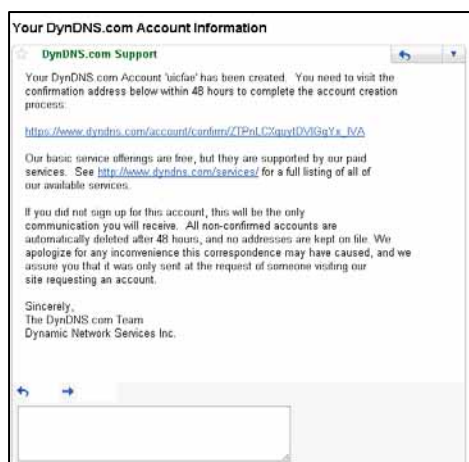 Your DynDNS.com Account Information
DynDNS.com Support
Your DynDNS.com Account 'uicfae' has been created. You need to visit the
confirmation address below within 48 hours to complete the account creation
process:
https://www.dyndns.com/account/confirm/
Our basic service offerings are free, but they are supported by our paid
services. See http://www.dyndns.com/services/ for a full listing of all of
our available services.
If you did not sign up for this account, this will be the only
communication you will receive. All non-confirmed accounts are
automatically deleted after 48 hours, and no addresses are kept on file. We
apologize for any inconvenience this correspondence may have caused, and we
assure you that it was only sent at the request of someone visiting our
site requesting an account.
Sincerely,
The DynDNS.com Team
Dynamic Network Services Inc.